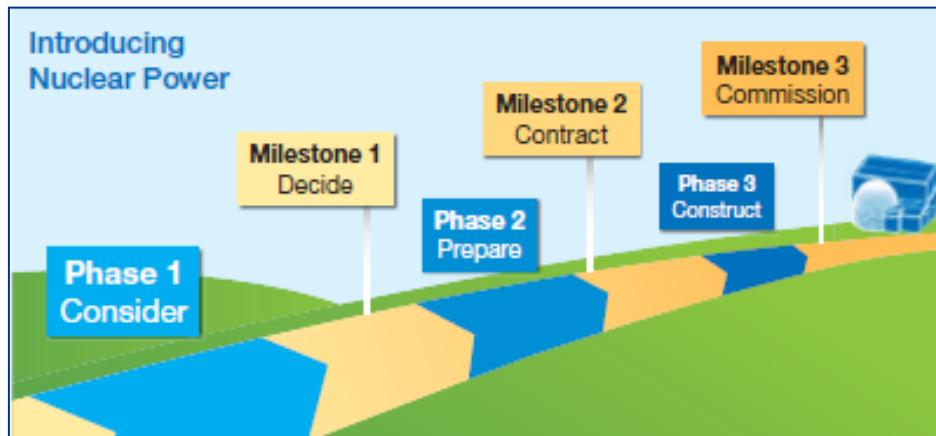 Introducing
Nuclear Power
Milestone 3
Commission
Milestone 2
Contract
Milestone 1
Decide
Phase 3
Construct
Phase 2
Prepare
Phase 1
Consider